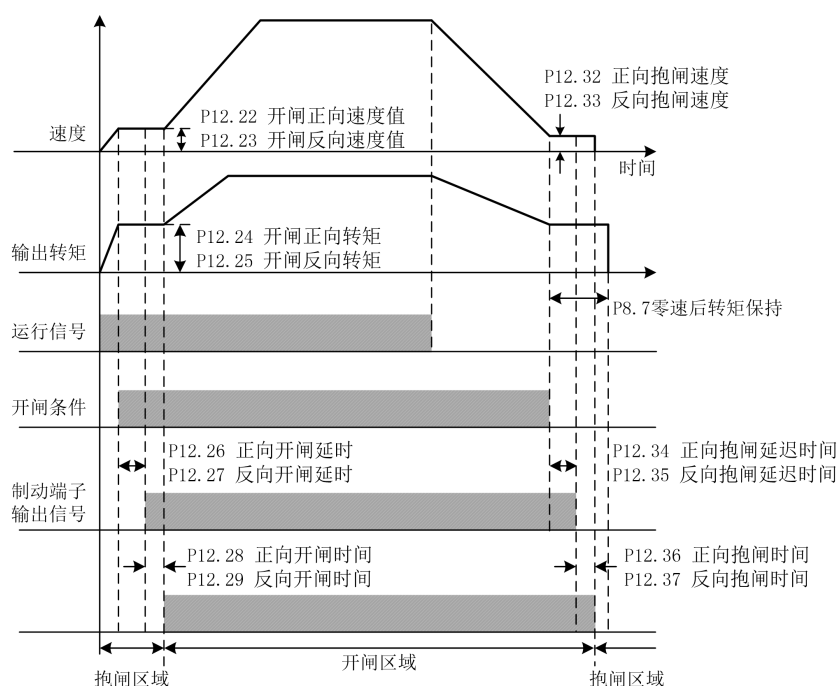 P12.32 正向抱闸速度
P12.33 反向抱闸速度
P12.22 开闸正向速度值
P12.23 开闸反向速度值
速度
时间
P12.24 开闸正向转矩
P12.25 开闸反向转矩
输出转矩
P8.7零速后转矩保持
运行信号
开闸条件
P12.26 正向开闸延时
P12.27 反向开闸延时
P12.34 正向抱闸延迟时间
P12.35 反向抱闸延迟时间
制动端子
输出信号
P12.28 正向开闸时间
P12.29 反向开闸时间
P12.36 正向抱闸时间
P12.37 反向抱闸时间
抱闸区域
开闸区域
抱闸区域